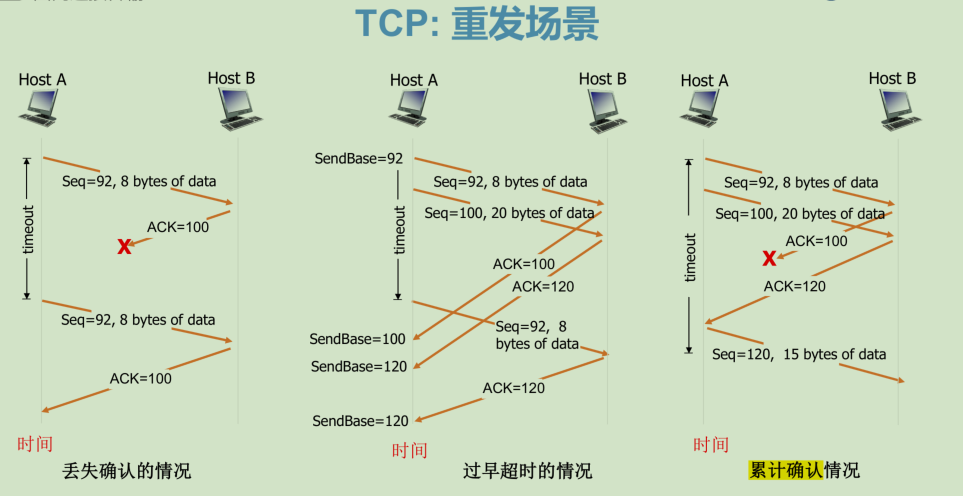 TCP: 重发场景
Host A
Host B
Seq=92, 8 bytes of data
ACK=100
X
timeout
Seq=92, 8 bytes of data
ACK=100
时间
丢失确认的情况
Host A
Host B
SendBase=92
Seq=92, 8 bytes of data
Seq=100, 20 bytes of data
timeout
ACK=100
ACK=120
Seq=92, 8
bytes of data
SendBase=100
SendBase=120
ACK=120
SendBase=120
时间
过早超时的情况
Host A
Host B
Seq=92, 8 bytes of data
Seq=100, 20 bytes of data
ACK=100
X
timeout
ACK=120
Seq=120, 15 bytes of data
时间
累计确认情况